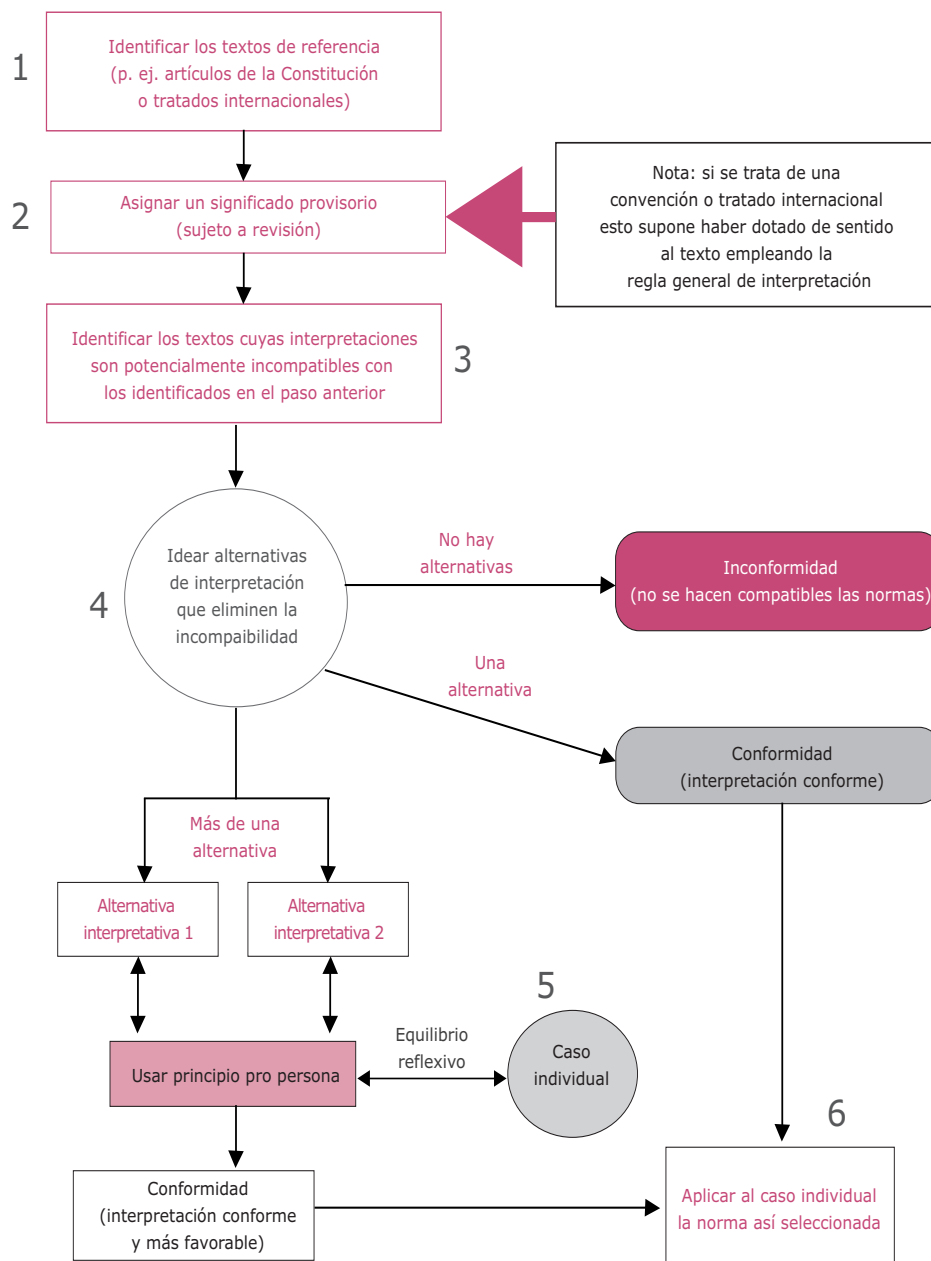 1
Identificar los textos de referencia
(p. ej. artículos de la Constitución
o tratados internacionales)
2
Asignar un significado provisorio
(sujeto a revisión)
Nota: si se trata de una
convención o tratado internacional
esto supone haber dotado de sentido
al texto empleando la
regla general de interpretación
Identificar los textos cuyas interpretaciones
son potencialmente incompatibles con
los identificados en el paso anterior
3
4
Idear alternativas
de interpretación
que eliminen la
incompaibilidad
No hay
alternativas
Inconformidad
(no se hacen compatibles las normas)
Una
alternativa
Conformidad
(interpretación conforme)
Más de una
alternativa
Alternativa
interpretativa 1
Alternativa
interpretativa 2
Usar principio pro persona
Equilibrio
reflexivo
5
Caso
individual
Conformidad
(interpretación conforme
y más favorable)
6
Aplicar al caso individual
la norma así seleccionada